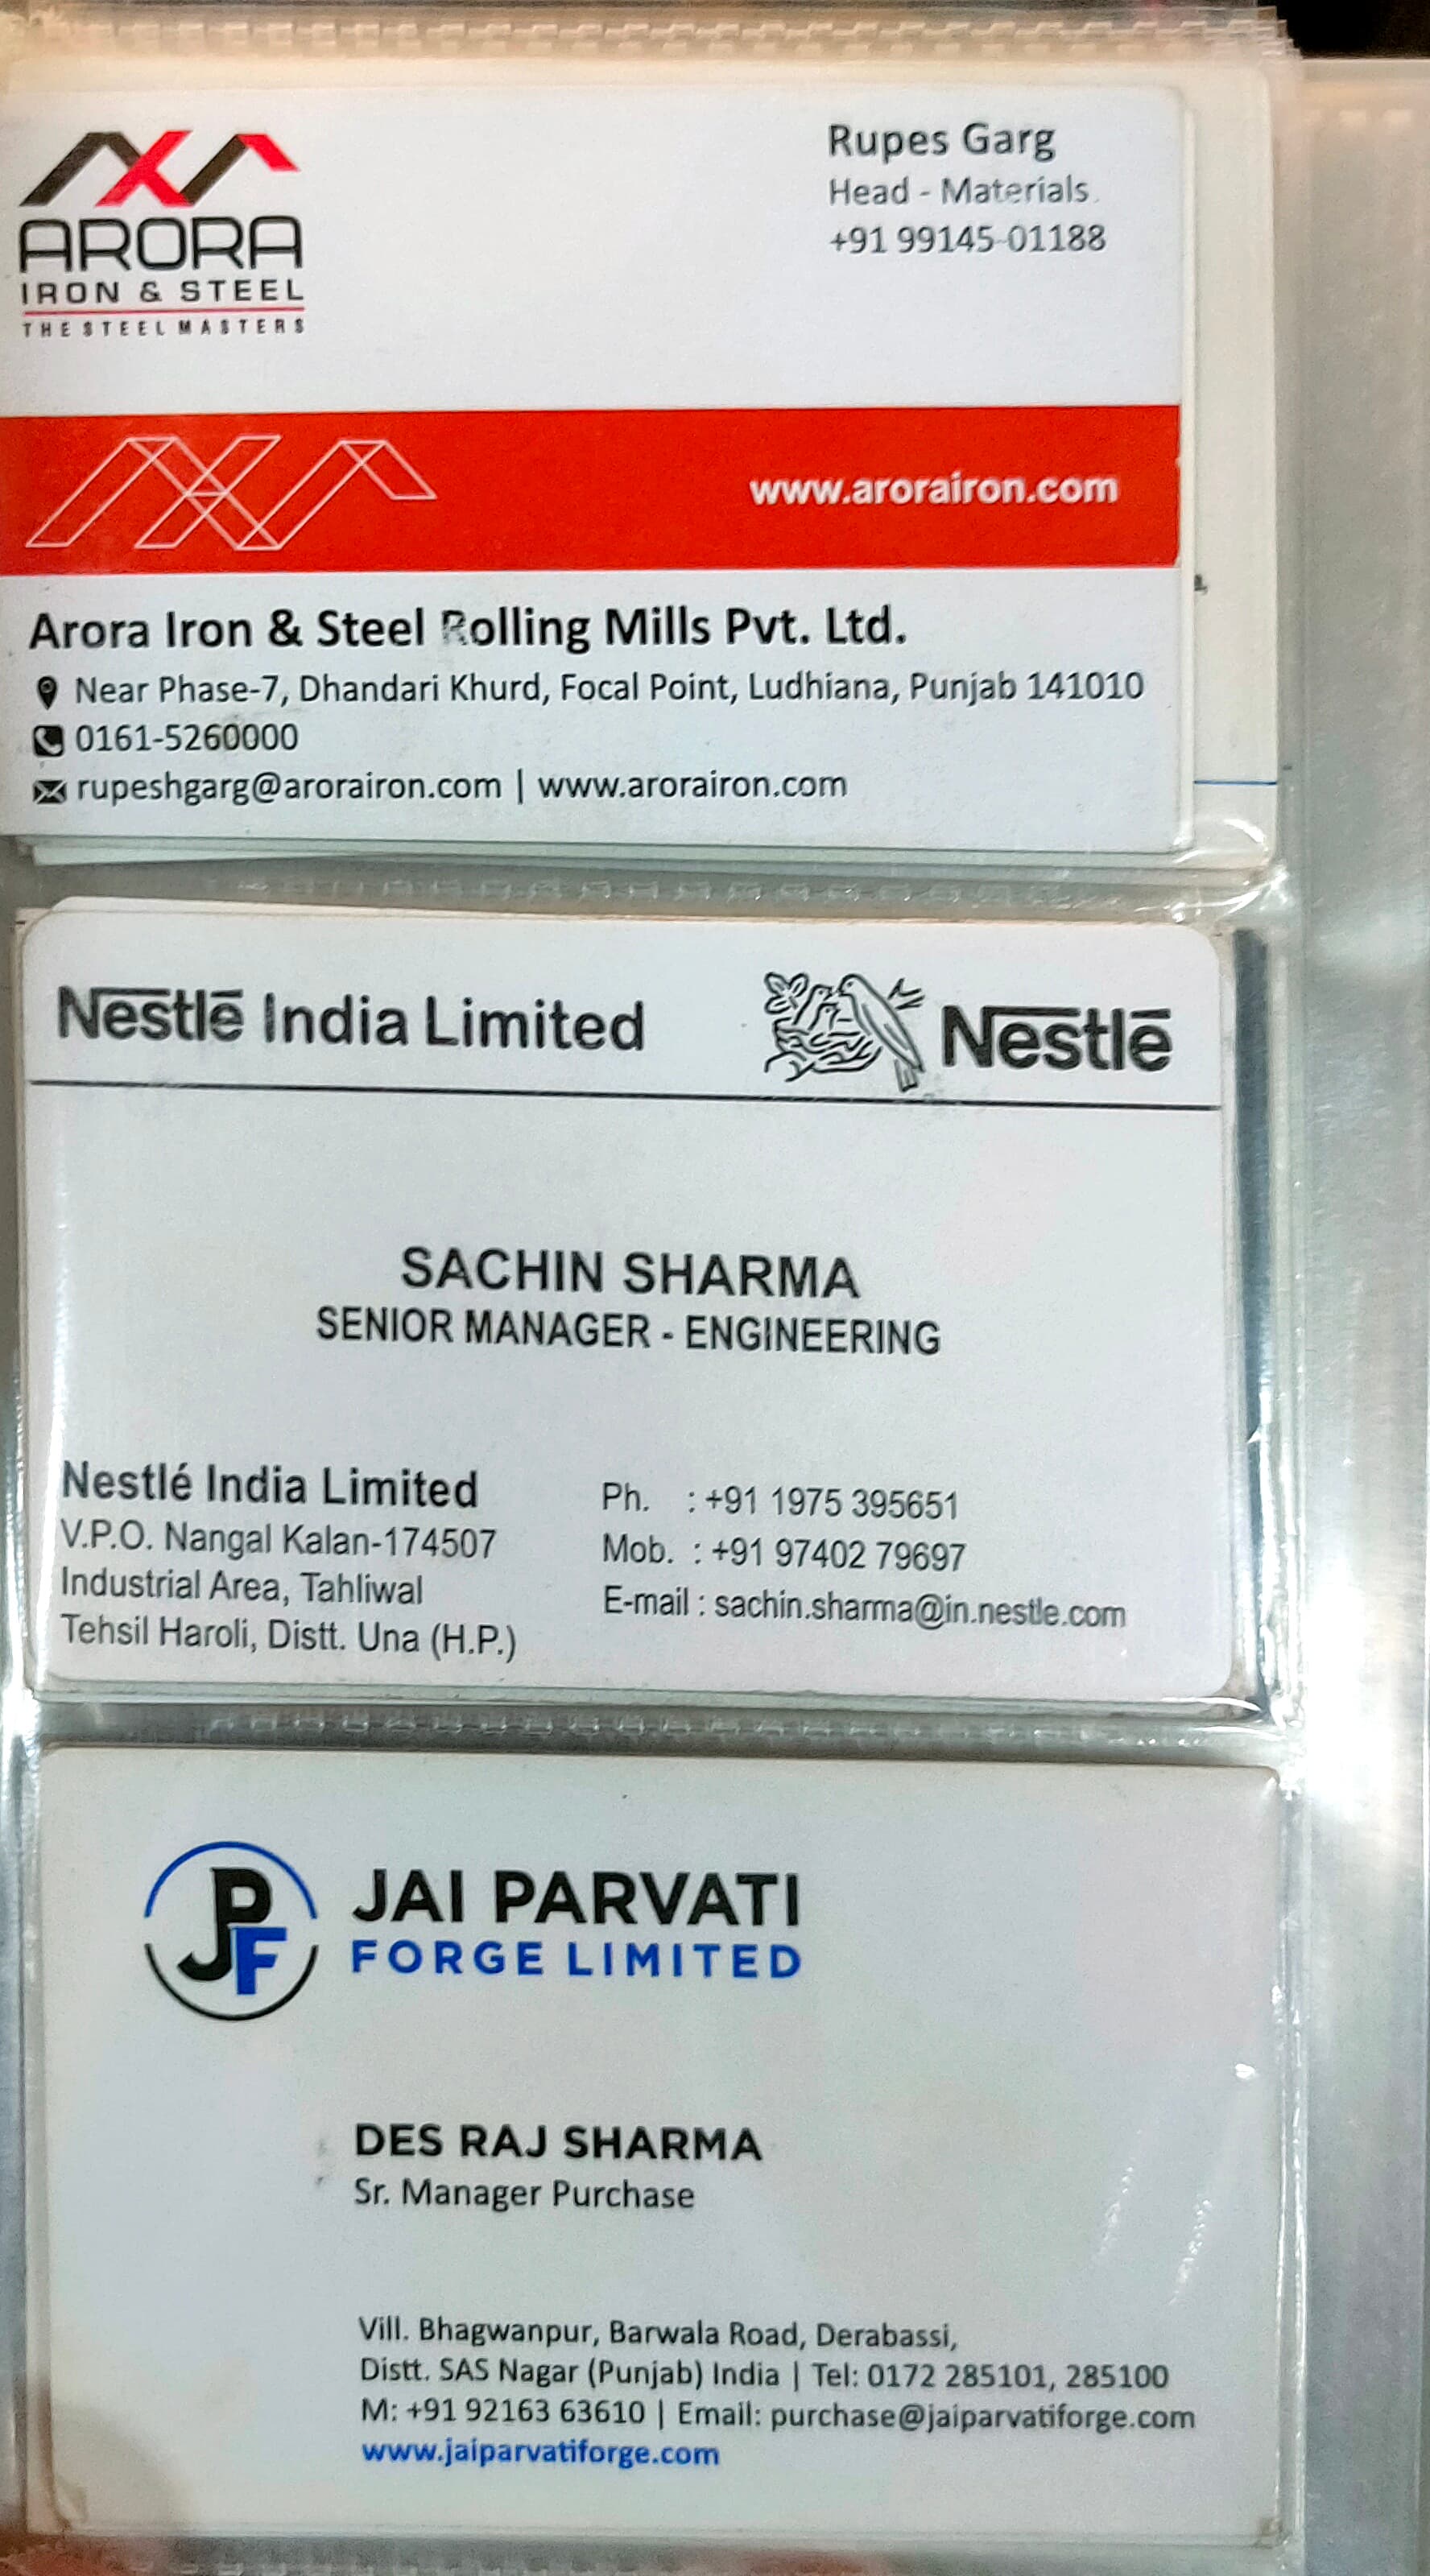 ARORA
IRON & STEEL
THE STEEL MASTERS
Rupes Garg
Head - Materials
+91 99145-01188
www.arorairon.com
Arora Iron & Steel Rolling Mills Pvt. Ltd.
Near Phase-7, Dhandari Khurd, Focal Point, Ludhiana, Punjab 141010
0161-5260000
rupeshgarg@arorairon.com | www.arorairon.com
Nestlē India Limited
Nestlē
SACHIN SHARMA
SENIOR MANAGER - ENGINEERING
Nestlé India Limited
V.P.O. Nangal Kalan-174507
Industrial Area, Tahliwal
Tehsil Haroli, Distt. Una (H.P.)
Ph. : +91 1975 395651
Mob. : +91 97402 79697
E-mail : sachin.sharma@in.nestle.com
JPF
JAI PARVATI
FORGE LIMITED
DES RAJ SHARMA
Sr. Manager Purchase
Vill. Bhagwanpur, Barwala Road, Derabassi,
Distt. SAS Nagar (Punjab) India | Tel: 0172 285101, 285100
M: +91 92163 63610 | Email: purchase@jaiparvatiforge.com
www.jaiparvatiforge.com